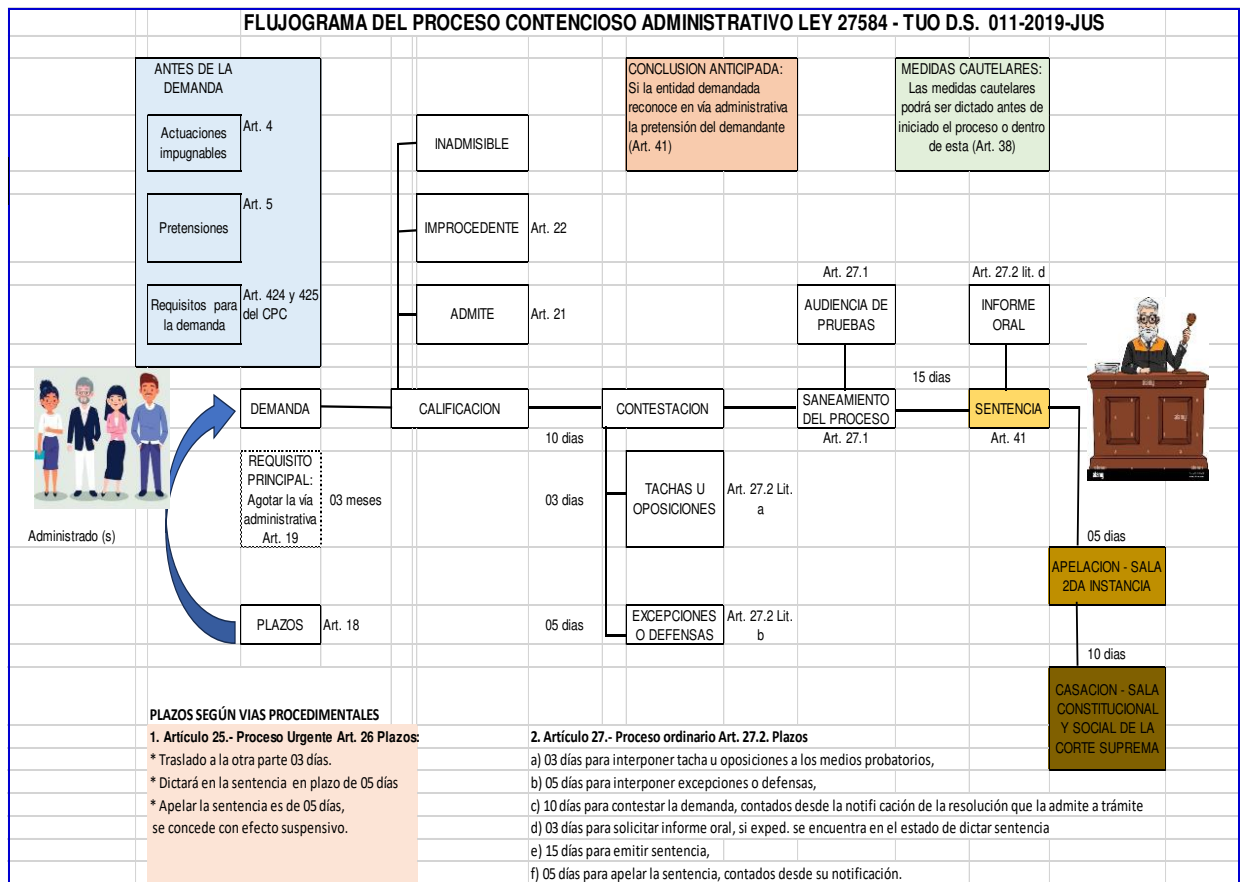 FLUJOGRAMA DEL PROCESO CONTENCIOSO ADMINISTRATIVO LEY 27584 - TUO D.S. 011-2019-JUS
ANTES DE LA
DEMANDA
Actuaciones
impugnables
Art. 4
Pretensiones
Art. 5
Requisitos para
la demanda
Art. 424 y 425
del CPC
INADMISIBLE
IMPROCEDENTE
Art. 22
ADMITE
Art. 21
CONCLUSION ANTICIPADA:
Si la entidad demandada
reconoce en vía administrativa
la pretensión del demandante
(Art. 41)
MEDIDAS CAUTELARES:
Las medidas cautelares
podrá ser dictado antes de
iniciado el proceso o dentro
de esta (Art. 38)
Art. 27.1
AUDIENCIA DE
PRUEBAS
Art. 27.2 lit. d
INFORME
ORAL
Administrado (s)
DEMANDA
CALIFICACION
10 dias
CONTESTACION
SANEAMIENTO
DEL PROCESO
Art. 27.1
15 dias
SENTENCIA
Art. 41
REQUISITO
PRINCIPAL:
Agotar la vía
administrativa
Art. 19
03 meses
03 dias
TACHAS U
OPOSICIONES
Art. 27.2 Lit.
a
PLAZOS
Art. 18
05 dias
EXCEPCIONES
O DEFENSAS
Art. 27.2 Lit.
b
05 dias
APELACION - SALA
2DA INSTANCIA
10 dias
CASACION - SALA
CONSTITUCIONAL
Y SOCIAL DE LA
CORTE SUPREMA
PLAZOS SEGÚN VIAS PROCEDIMENTALES
1. Artículo 25.- Proceso Urgente Art. 26 Plazos:
* Traslado a la otra parte 03 días.
* Dictará en la sentencia en plazo de 05 días
* Apelar la sentencia es de 05 días,
se concede con efecto suspensivo.
2. Artículo 27.- Proceso ordinario Art. 27.2. Plazos
a) 03 días para interponer tacha u oposiciones a los medios probatorios,
b) 05 días para interponer excepciones o defensas,
c) 10 días para contestar la demanda, contados desde la notifi cación de la resolución que la admite a trámite
d) 03 días para solicitar informe oral, si exped. se encuentra en el estado de dictar sentencia
e) 15 días para emitir sentencia,
f) 05 días para apelar la sentencia, contados desde su notificación.